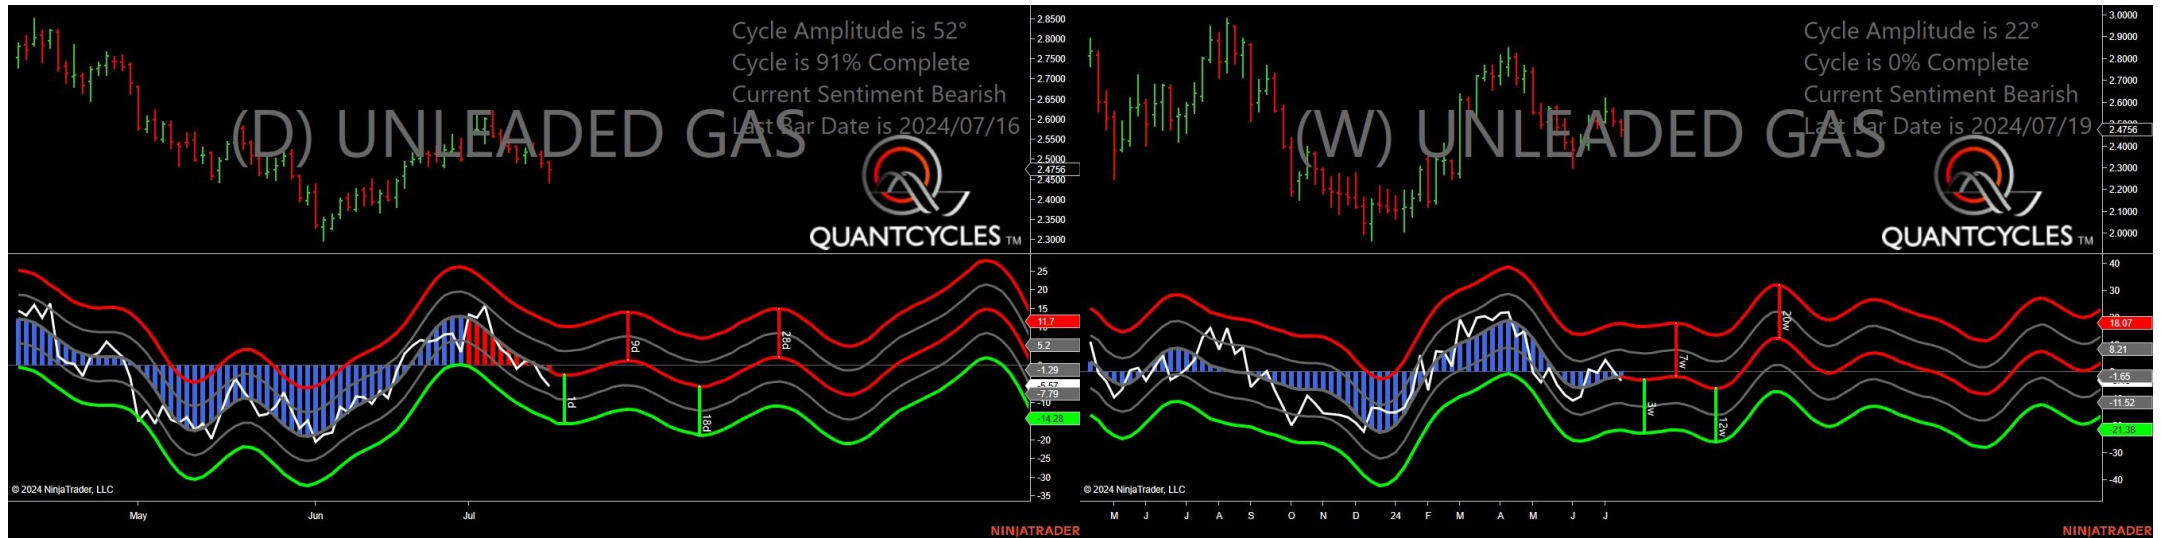 Cycle Amplitude is 52°
Cycle is 91% Complete
Current Sentiment Bearish
Last Bar Date is 2024/07/16
(D) UNLEADED GAS
QUANTCYCLES TM
2.8500
2.8000
2.7500
2.7000
2.6500
2.6000
2.5500
2.5000
2.4756
2.4500
2.4000
2.3500
2.3000
25
20
15
11.7
5.2
-1.29
-5.57
-7.79
-14.28
-20
-25
-30
-35
1d
9d
18d
28d
© 2024 NinjaTrader, LLC
May Jun Jul
NINJATRADER
Cycle Amplitude is 22°
Cycle is 0% Complete
Current Sentiment Bearish
Last Bar Date is 2024/07/19
(W) UNLEADED GAS
QUANTCYCLES TM
3.0000
2.9000
2.8000
2.7000
2.6000
2.4756
2.4000
2.3000
2.2000
2.1000
2.0000
40
30
18.07
8.21
-1.65
-11.52
-21.38
-30
-40
3w
7w
12w
20w
© 2024 NinjaTrader, LLC
M J J A S O N D 24 F M A M J J
NINJATRADER